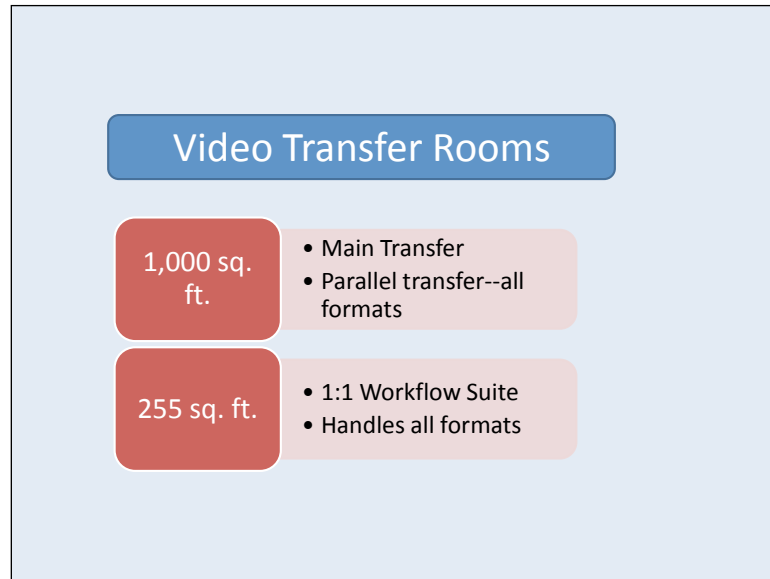 Video Transfer Rooms
1,000 sq.
ft.
• Main Transfer
• Parallel transfer--all
formats
255 sq. ft.
• 1:1 Workflow Suite
• Handles all formats